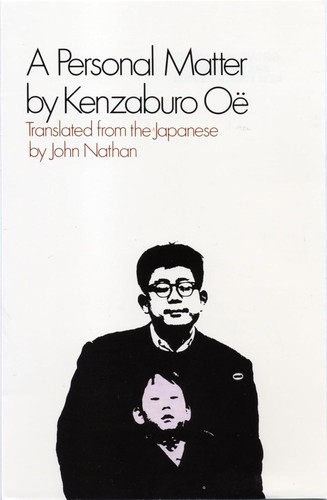 A Personal Matter
by Kenzaburo Oë
Translated from the Japanese
by John Nathan